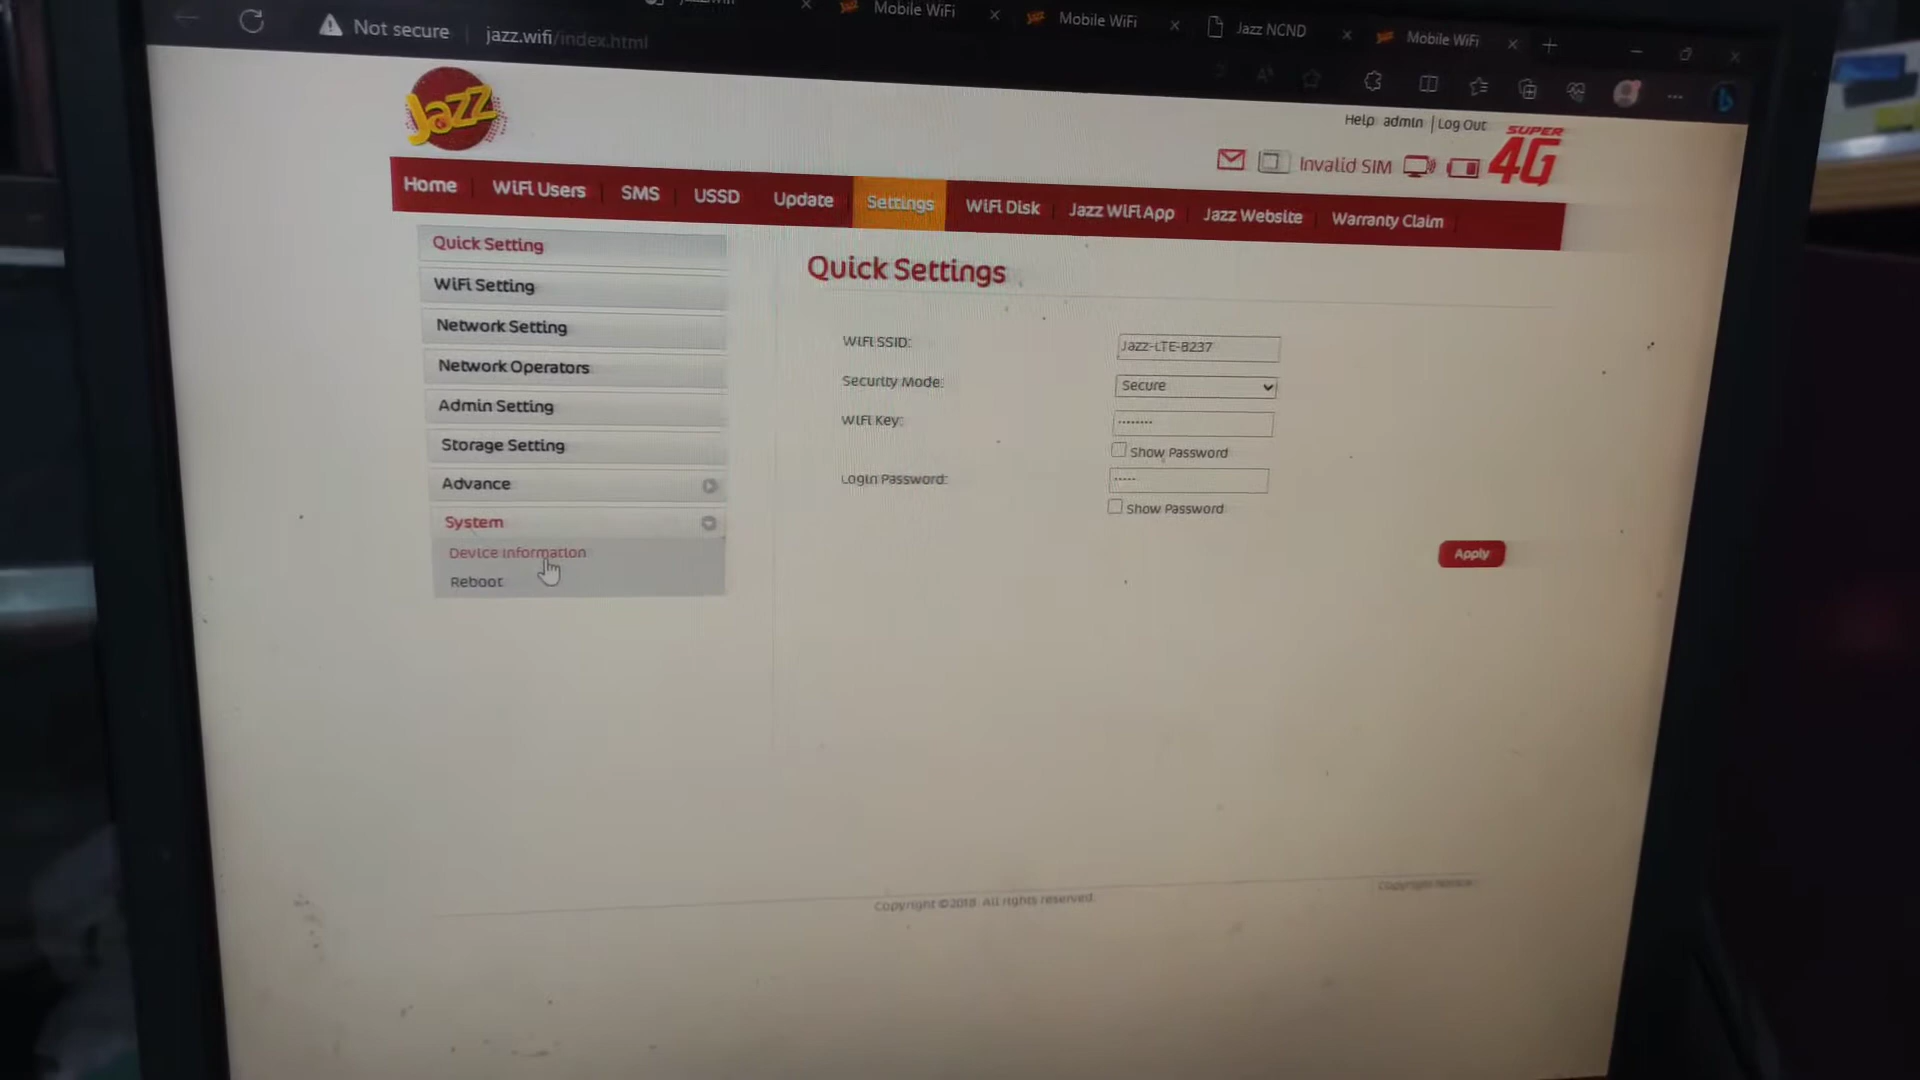 Mobile WiFi
Mobile WiFi
Jazz NCND
Mobile WiFi
Not secure
jazz.wifi/index.html
Jazz
Help admin | Log Out
Invalid SIM
SUPER
4G
Home
WiFi Users
SMS
USSD
Update
Settings
WiFi Disk
Jazz WiFi App
Jazz Website
Warranty Claim
Quick Setting
WiFi Setting
Network Setting
Network Operators
Admin Setting
Storage Setting
Advance
System
Device Information
Reboot
Quick Settings
WiFi SSID:
Jazz-LTE-8237
Security Mode:
Secure
WiFi Key:
········
Show Password
Login Password:
·····
Show Password
Apply
Copyright Notice
Copyright ©2018. All rights reserved.